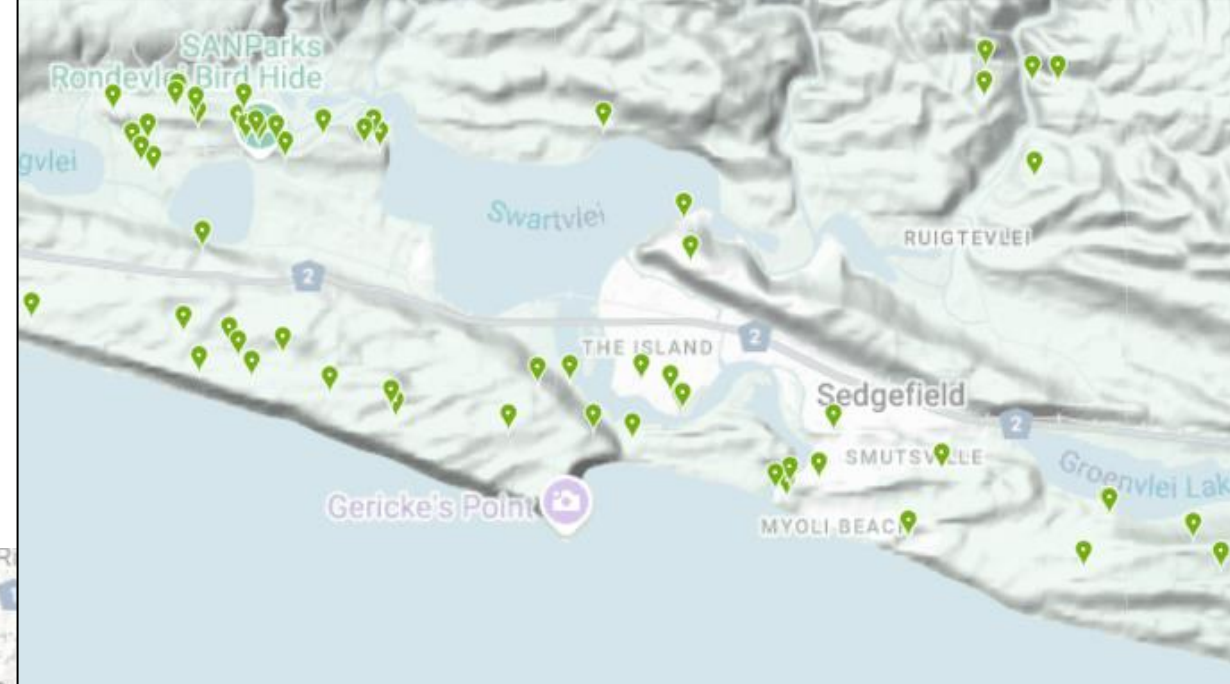 SANParks
Rondevlei Bird Hide
gvlei
Swartvlei
RUIGTEVLEI
2
2
THE ISLAND
Sedgefield
2
SMUTSVILLE
Groenvlei Lak
Gericke's Point
MYOLI BEACH
Ri